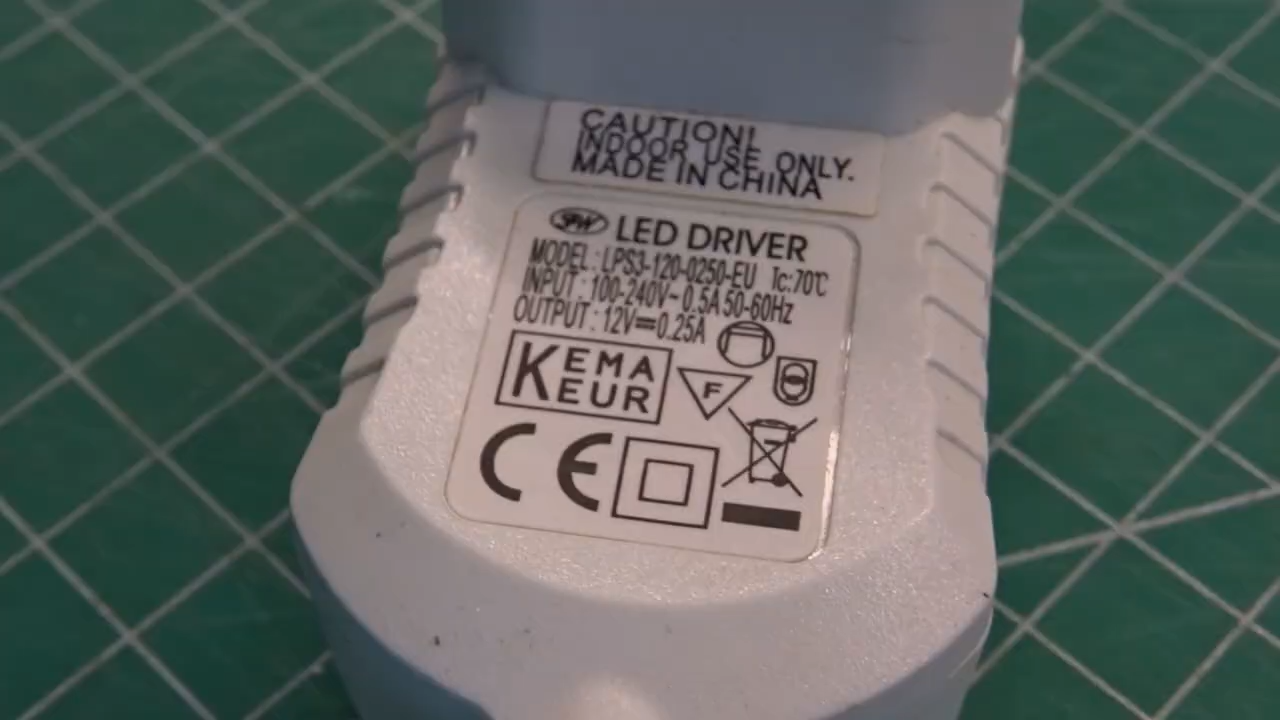 CAUTION!
INDOOR USE ONLY.
MADE IN CHINA
LED DRIVER
MODEL: LPS3-120-0250-EU Tc:70℃
INPUT: 100-240V~ 0.5A 50-60Hz
OUTPUT: 12V⎓0.25A
KEMA
KEUR
F
CE